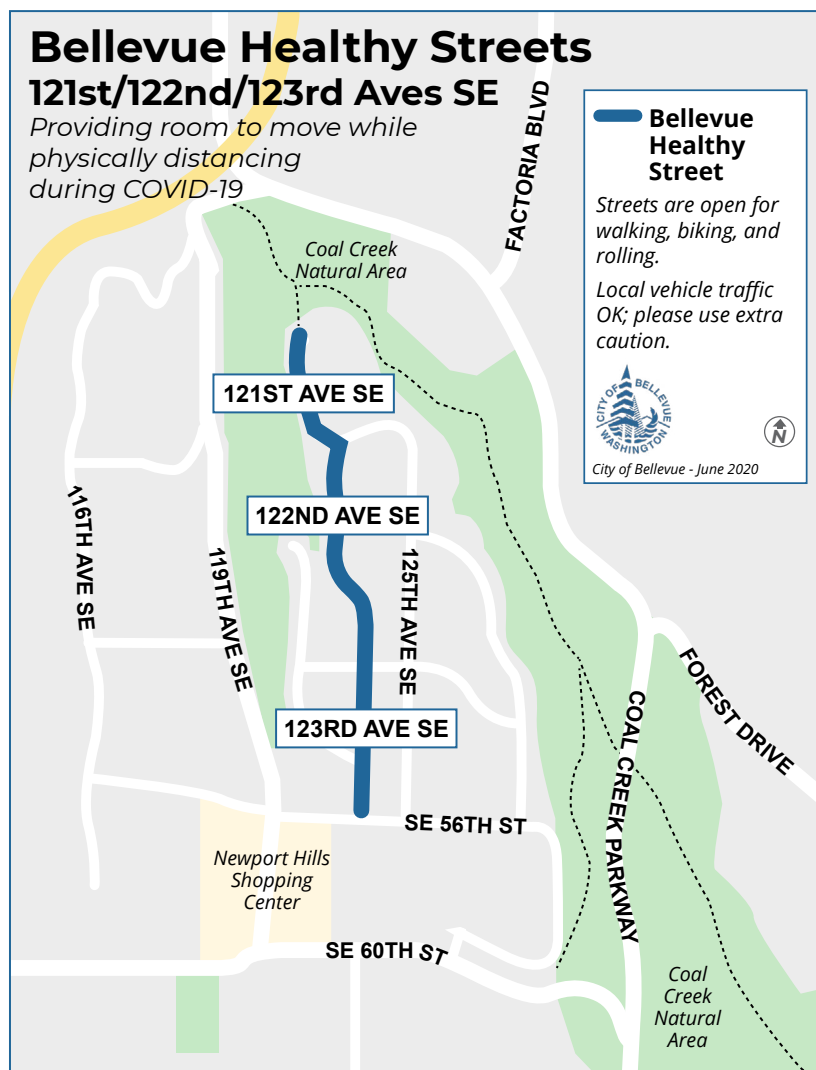 Bellevue Healthy Streets
121st/122nd/123rd Aves SE
Providing room to move while
physically distancing
during COVID-19
Bellevue
Healthy
Street
Streets are open for
walking, biking, and
rolling.
Local vehicle traffic
OK; please use extra
caution.
CITY OF BELLEVUE
WASHINGTON
N
City of Bellevue - June 2020
FACTORIA BLVD
Coal Creek
Natural Area
121ST AVE SE
122ND AVE SE
116TH AVE SE
119TH AVE SE
125TH AVE SE
123RD AVE SE
FOREST DRIVE
COAL CREEK PARKWAY
SE 56TH ST
Newport Hills
Shopping
Center
SE 60TH ST
Coal
Creek
Natural
Area